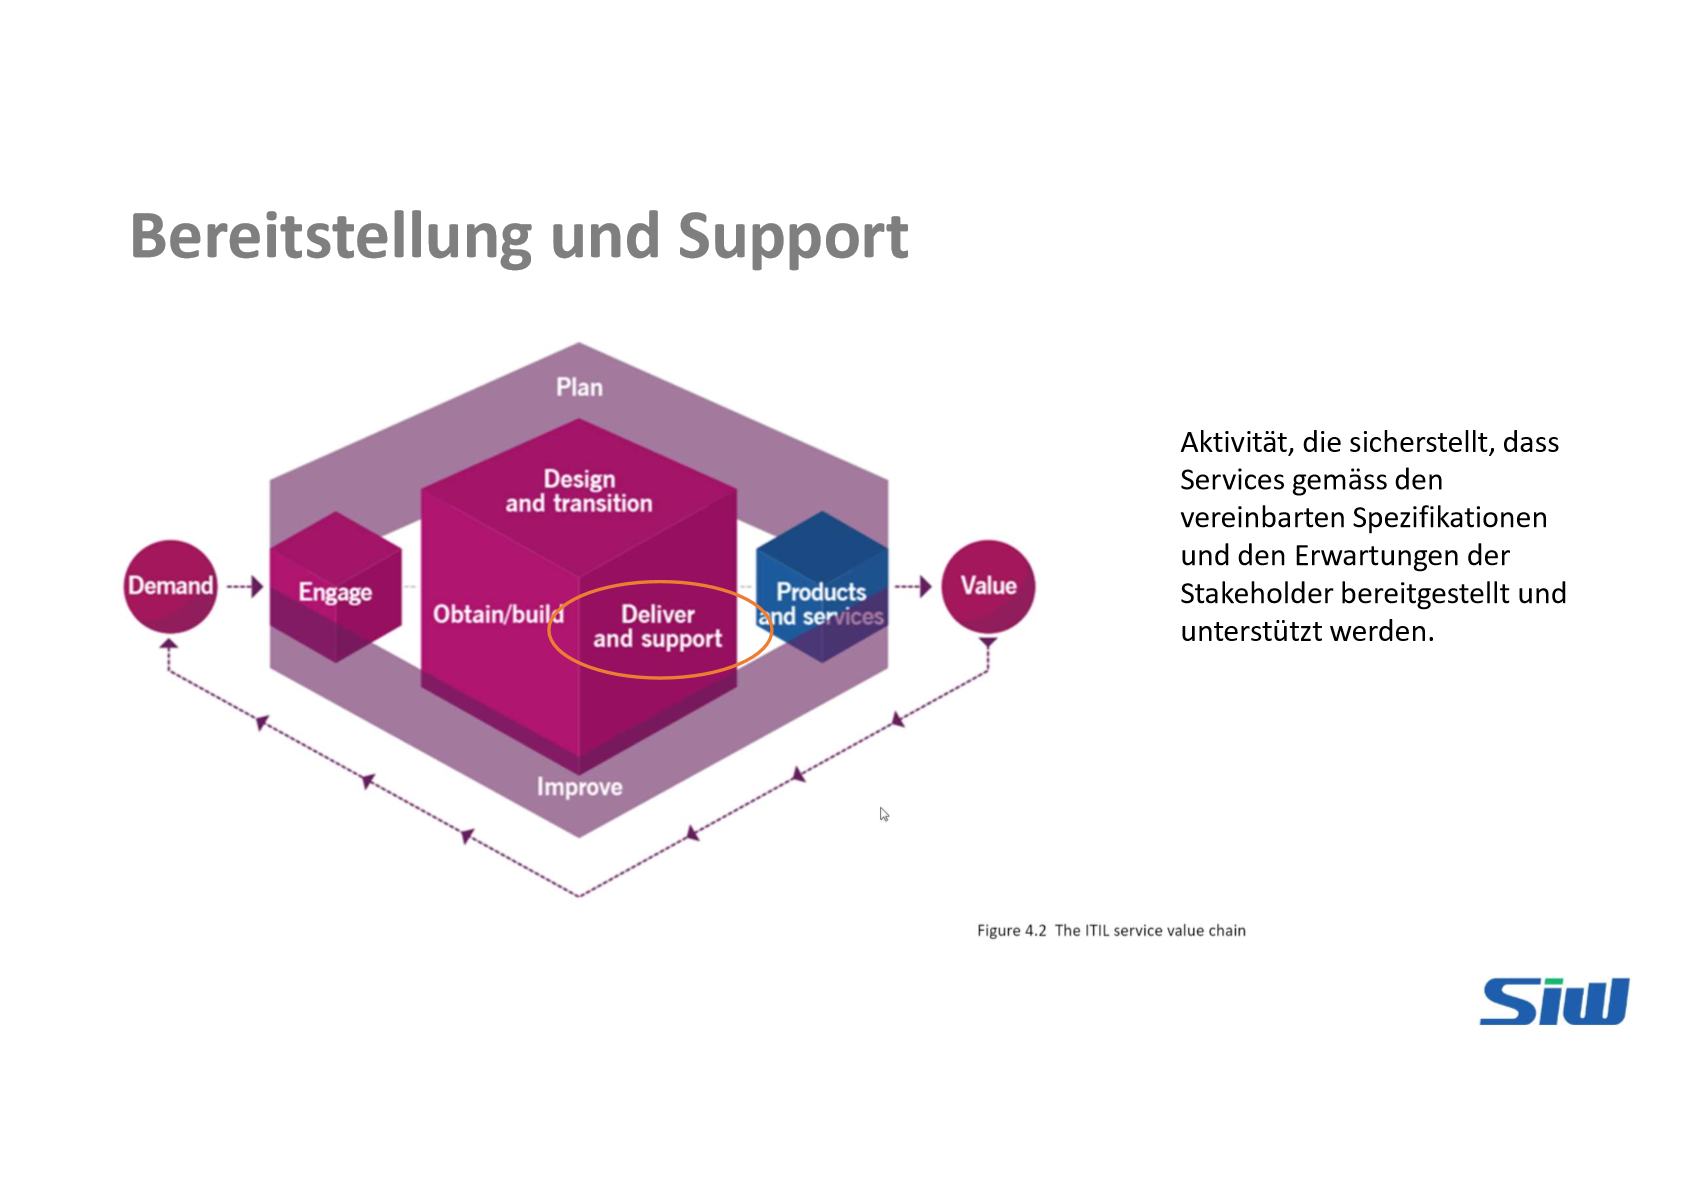 Bereitstellung und Support
Plan
Design
and transition
Demand
Engage
Obtain/build
Deliver
and support
Products
and services
Value
Improve
Aktivität, die sicherstellt, dass
Services gemäss den
vereinbarten Spezifikationen
und den Erwartungen der
Stakeholder bereitgestellt und
unterstützt werden.
Figure 4.2 The ITIL service value chain
Siw